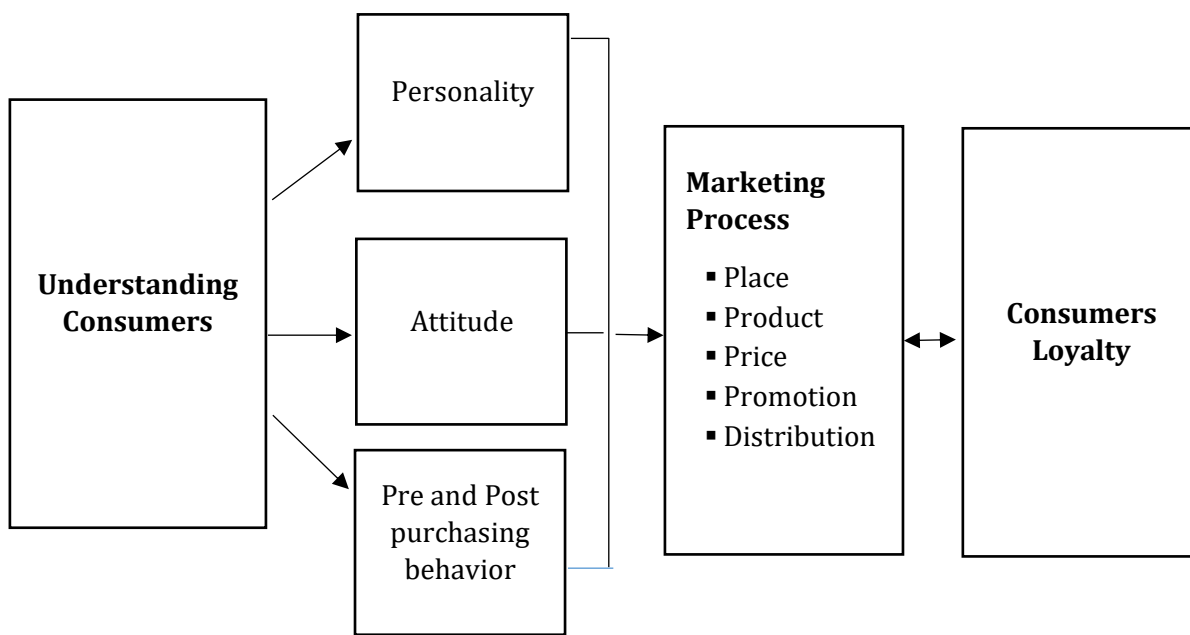 Understanding
Consumers
Personality
Attitude
Pre and Post
purchasing
behavior
Marketing
Process
▪ Place
▪ Product
▪ Price
▪ Promotion
▪ Distribution
Consumers
Loyalty